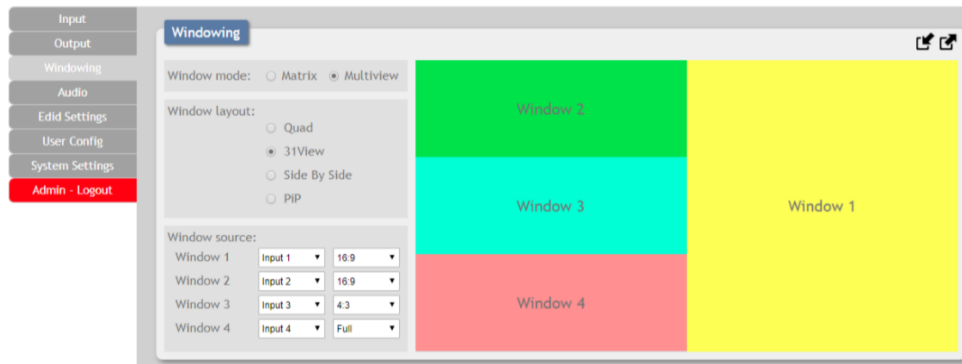 Input
Output
Windowing
Audio
Edid Settings
User Config
System Settings
Admin - Logout
Windowing
Window mode: Matrix Multiview
Window layout:
Quad
31View
Side By Side
PiP
Window source:
Window 1 Input 1 16:9
Window 2 Input 2 16:9
Window 3 Input 3 4:3
Window 4 Input 4 Full
Window 2
Window 3
Window 4
Window 1